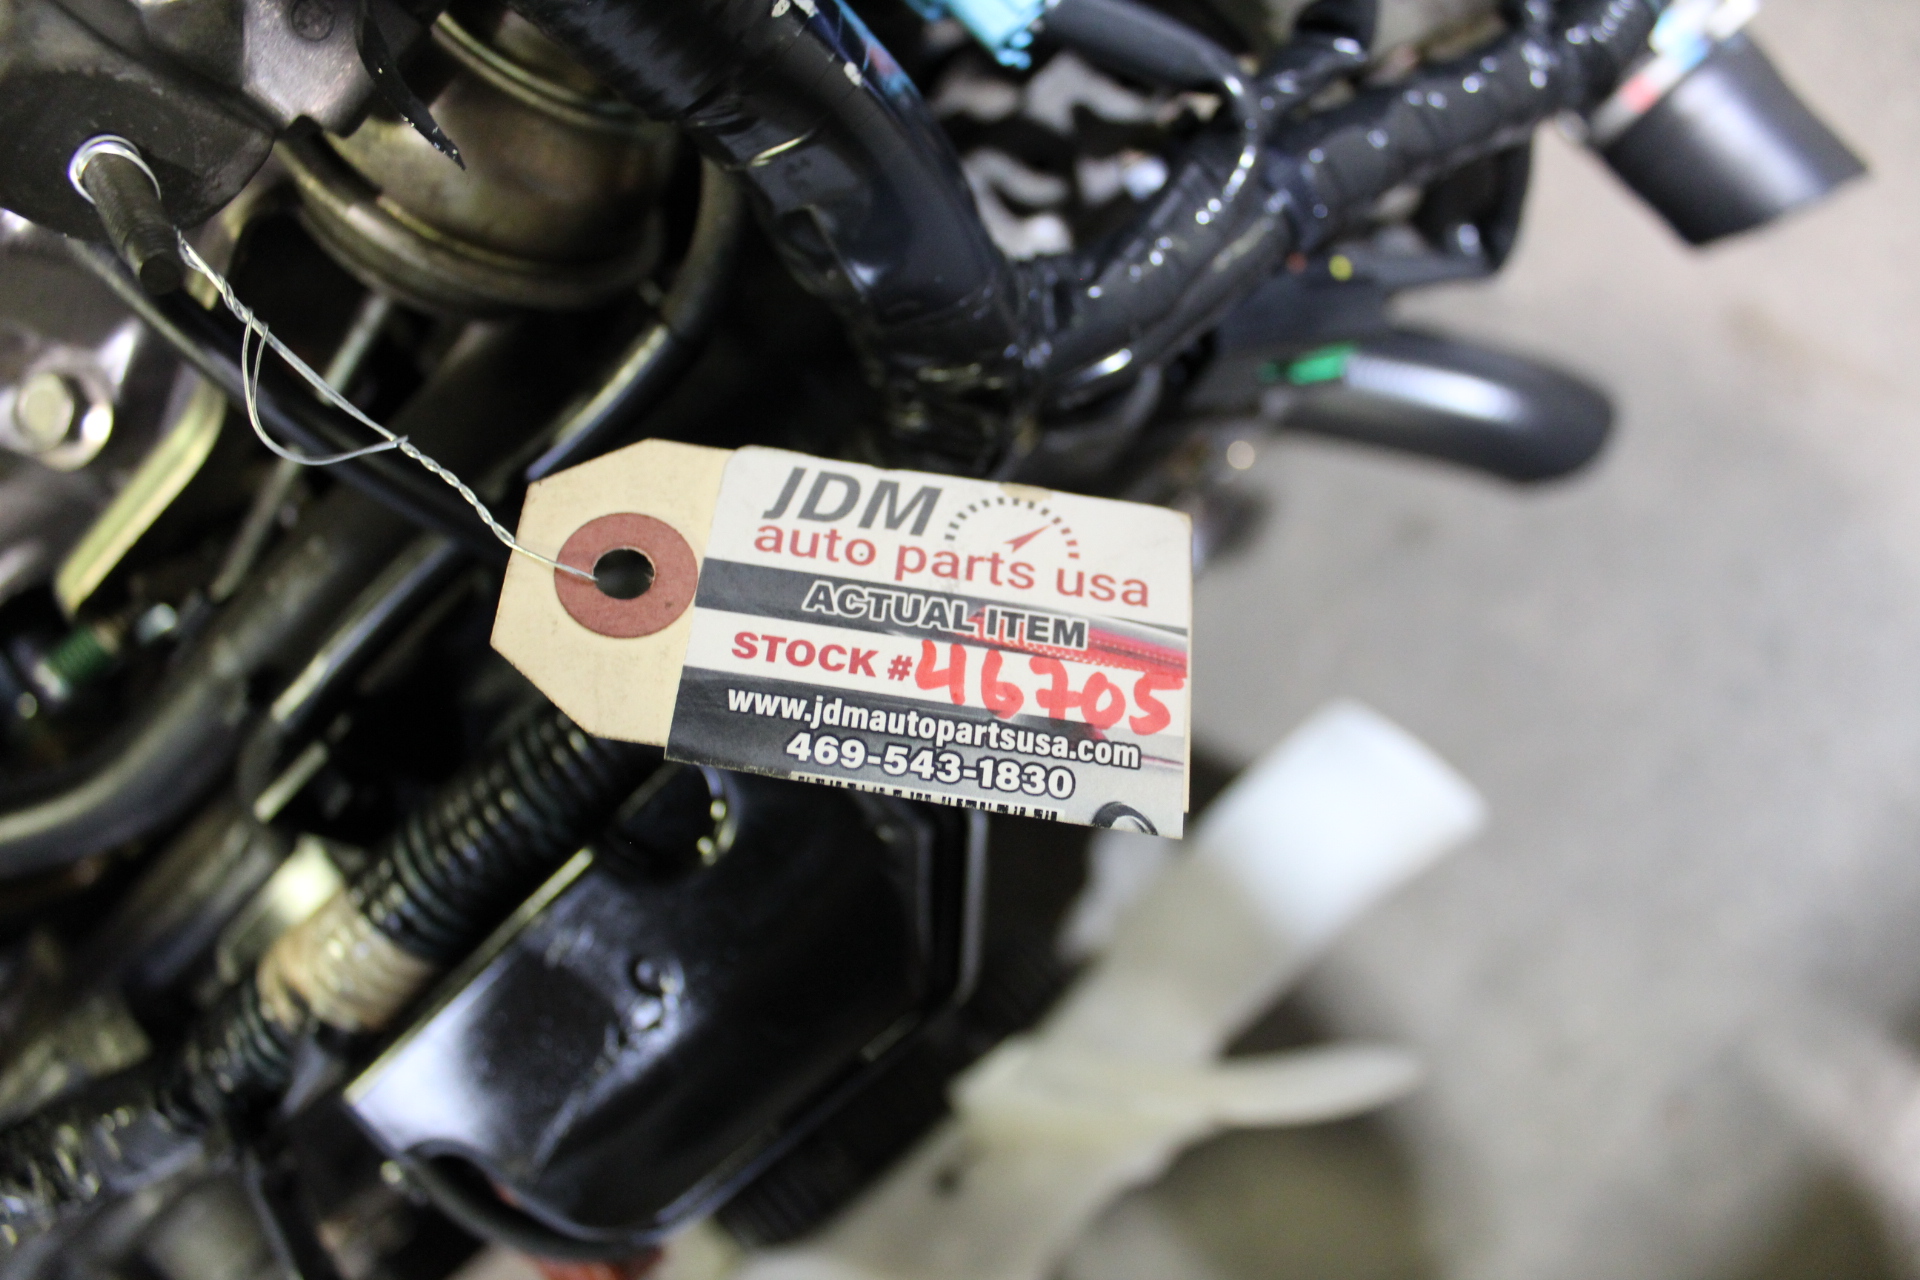 JDM
auto parts usa
ACTUAL ITEM
STOCK #46705
www.jdmautopartsusa.com
469-543-1830